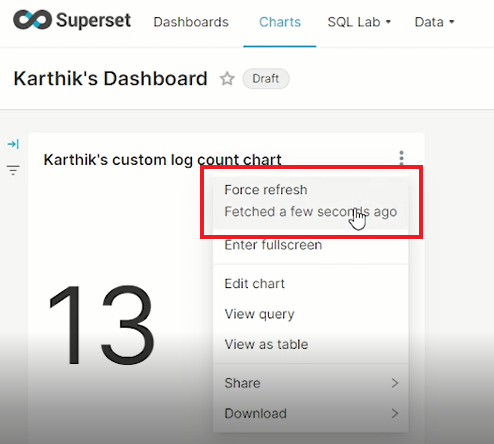 Superset Dashboards Charts SQL Lab Data
Karthik's Dashboard Draft
Karthik's custom log count chart
Force refresh
Fetched a few seconds ago
Enter fullscreen
13
Edit chart
View query
View as table
Share
Download